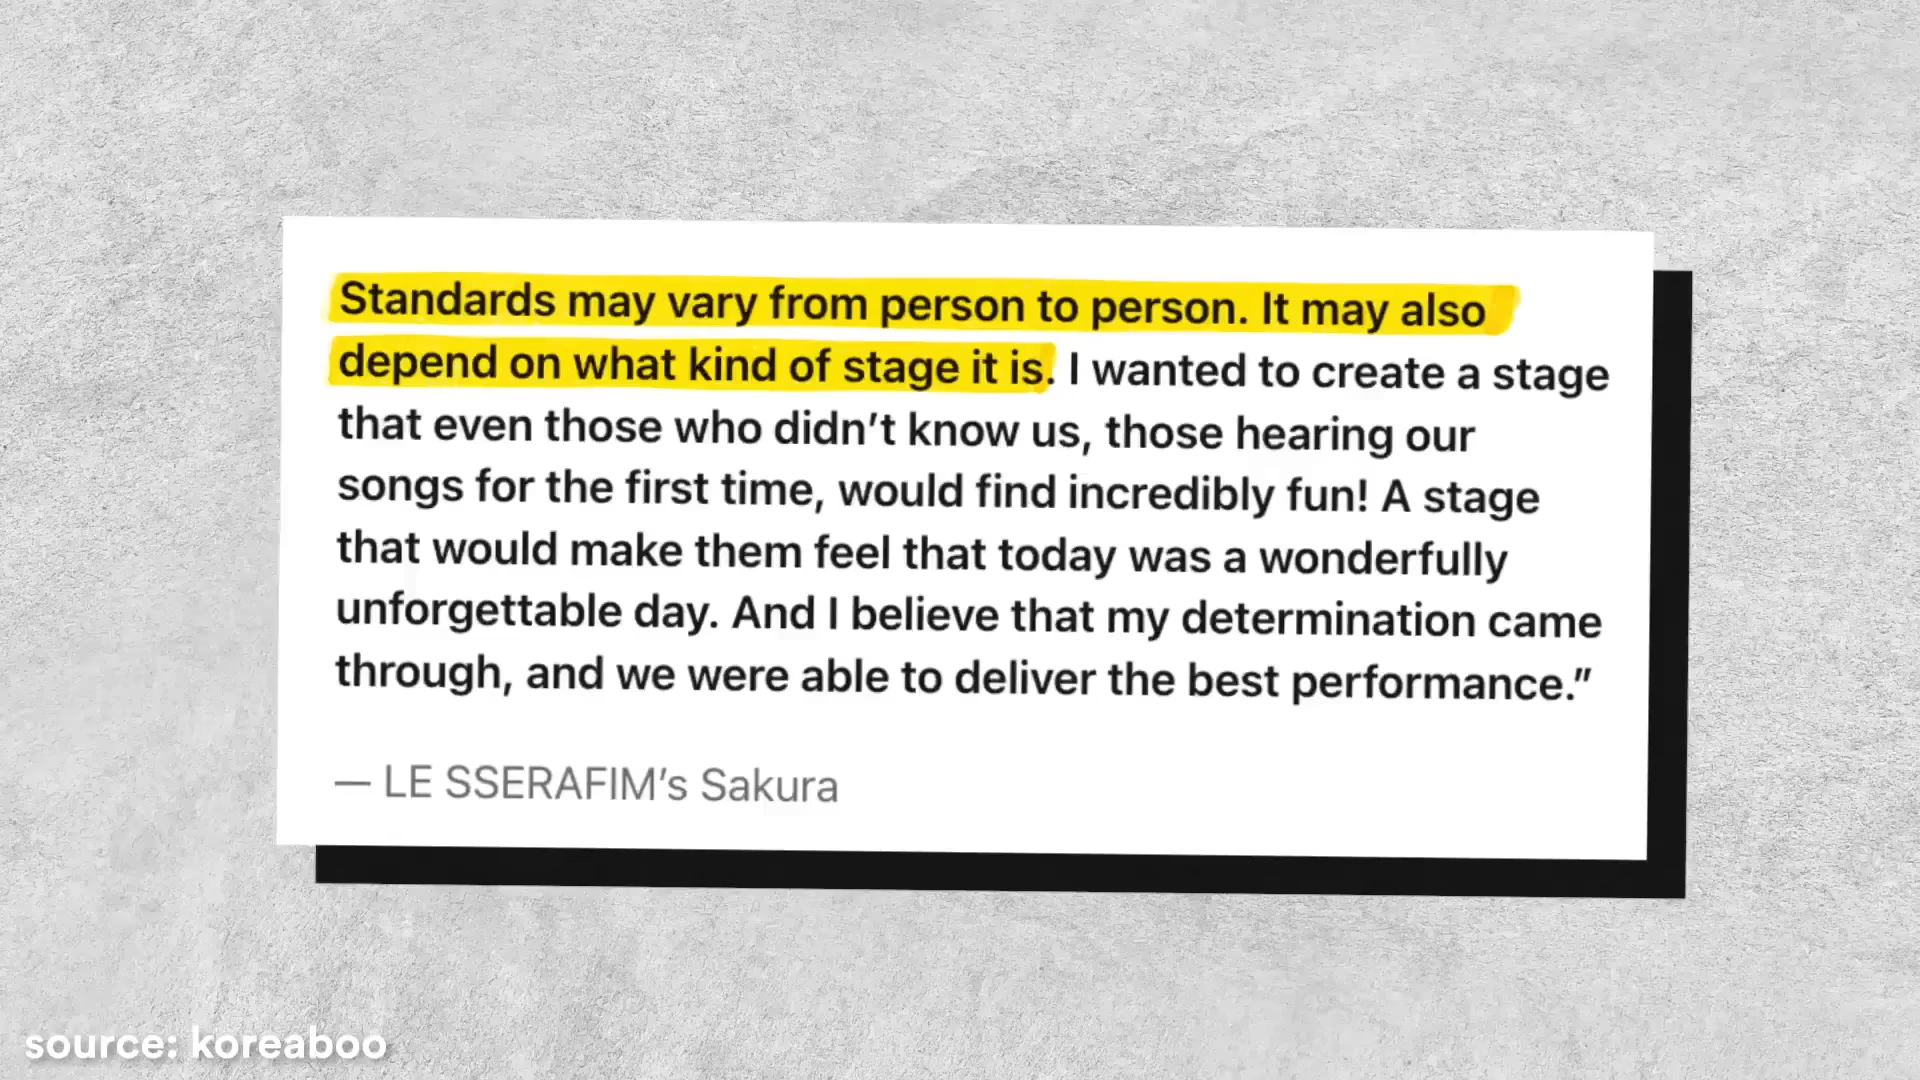 Standards may vary from person to person. It may also
depend on what kind of stage it is. I wanted to create a stage
that even those who didn’t know us, those hearing our
songs for the first time, would find incredibly fun! A stage
that would make them feel that today was a wonderfully
unforgettable day. And I believe that my determination came
through, and we were able to deliver the best performance.”
— LE SSERAFIM’s Sakura
source: koreaboo